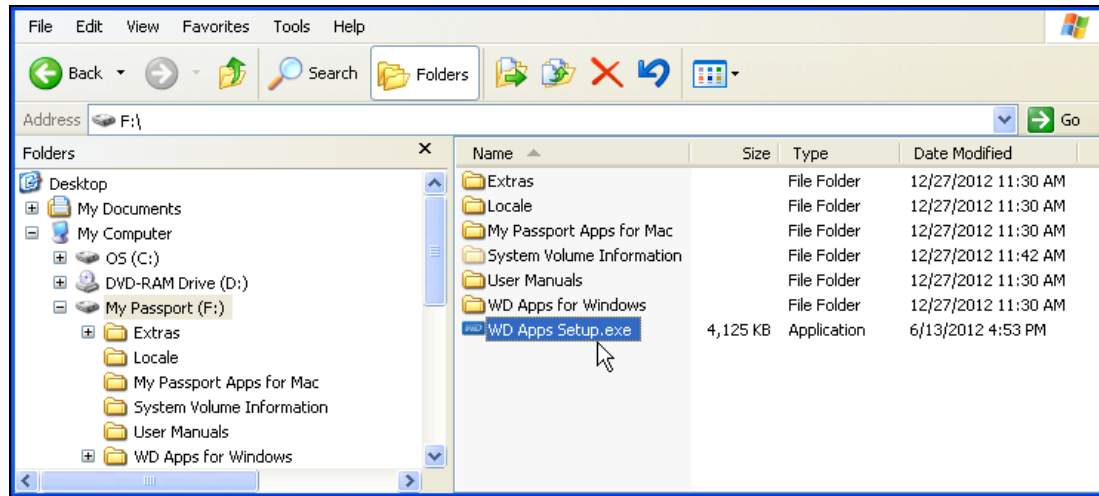 File Edit View Favorites Tools Help
Back Search Folders
Address F:\ Go
Folders
Desktop
My Documents
My Computer
OS (C:)
DVD-RAM Drive (D:)
My Passport (F:)
Extras
Locale
My Passport Apps for Mac
System Volume Information
User Manuals
WD Apps for Windows
Name Size Type Date Modified
Extras File Folder 12/27/2012 11:30 AM
Locale File Folder 12/27/2012 11:30 AM
My Passport Apps for Mac File Folder 12/27/2012 11:30 AM
System Volume Information File Folder 12/27/2012 11:42 AM
User Manuals File Folder 12/27/2012 11:30 AM
WD Apps for Windows File Folder 12/27/2012 11:30 AM
WD WD Apps Setup.exe 4,125 KB Application 6/13/2012 4:53 PM